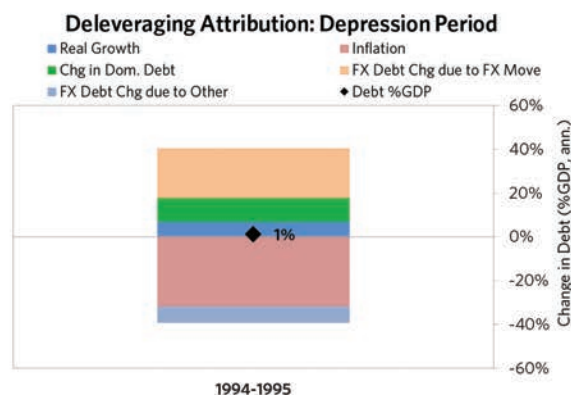 Deleveraging Attribution: Depression Period
Real Growth
Inflation
Chg in Dom. Debt
FX Debt Chg due to FX Move
FX Debt Chg due to Other
Debt %GDP
60%
40%
20%
0%
-20%
-40%
-60%
Change in Debt (%GDP, ann.)
1%
1994-1995